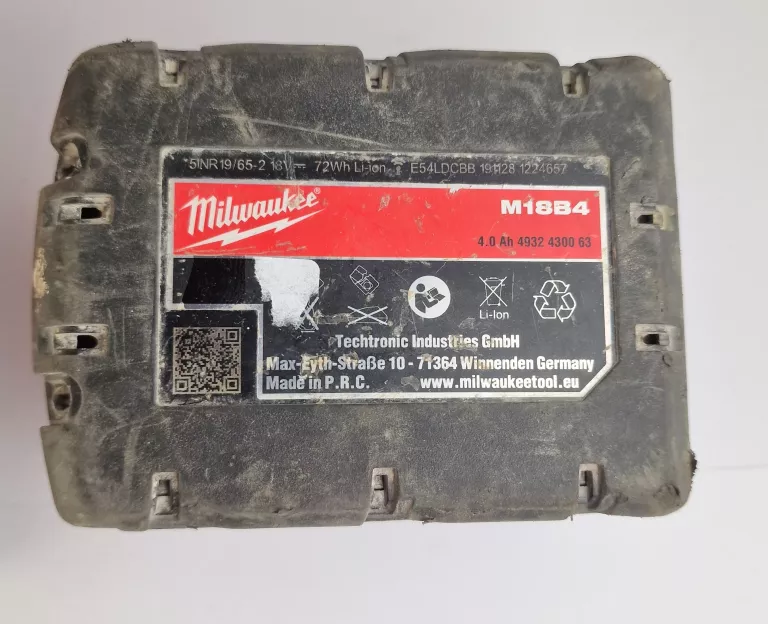 5INR19/65-2 18V⎓ 72Wh Li-ion E54LDCBB 191128 1224657
Milwaukee®
M18B4
4.0 Ah 4932 4300 63
Li-Ion
Techtronic Industries GmbH
Max-Eyth-Straße 10 - 71364 Winnenden Germany
Made in P.R.C. www.milwaukeetool.eu